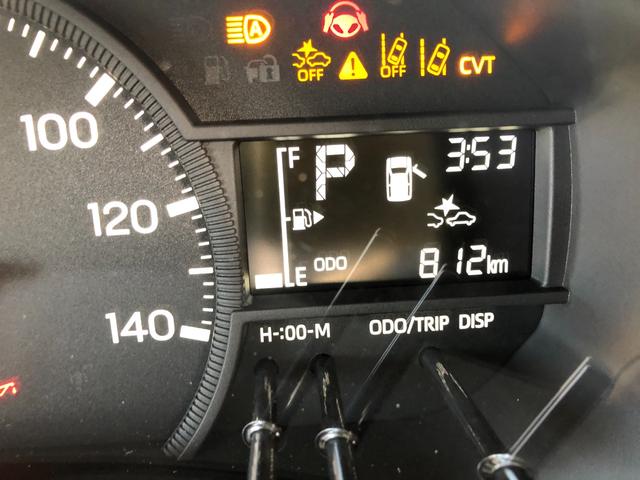 A
OFF
OFF
CVT
100
120
140
F
P
3:53
E
ODO
812km
H-:00-M
ODO/TRIP DISP